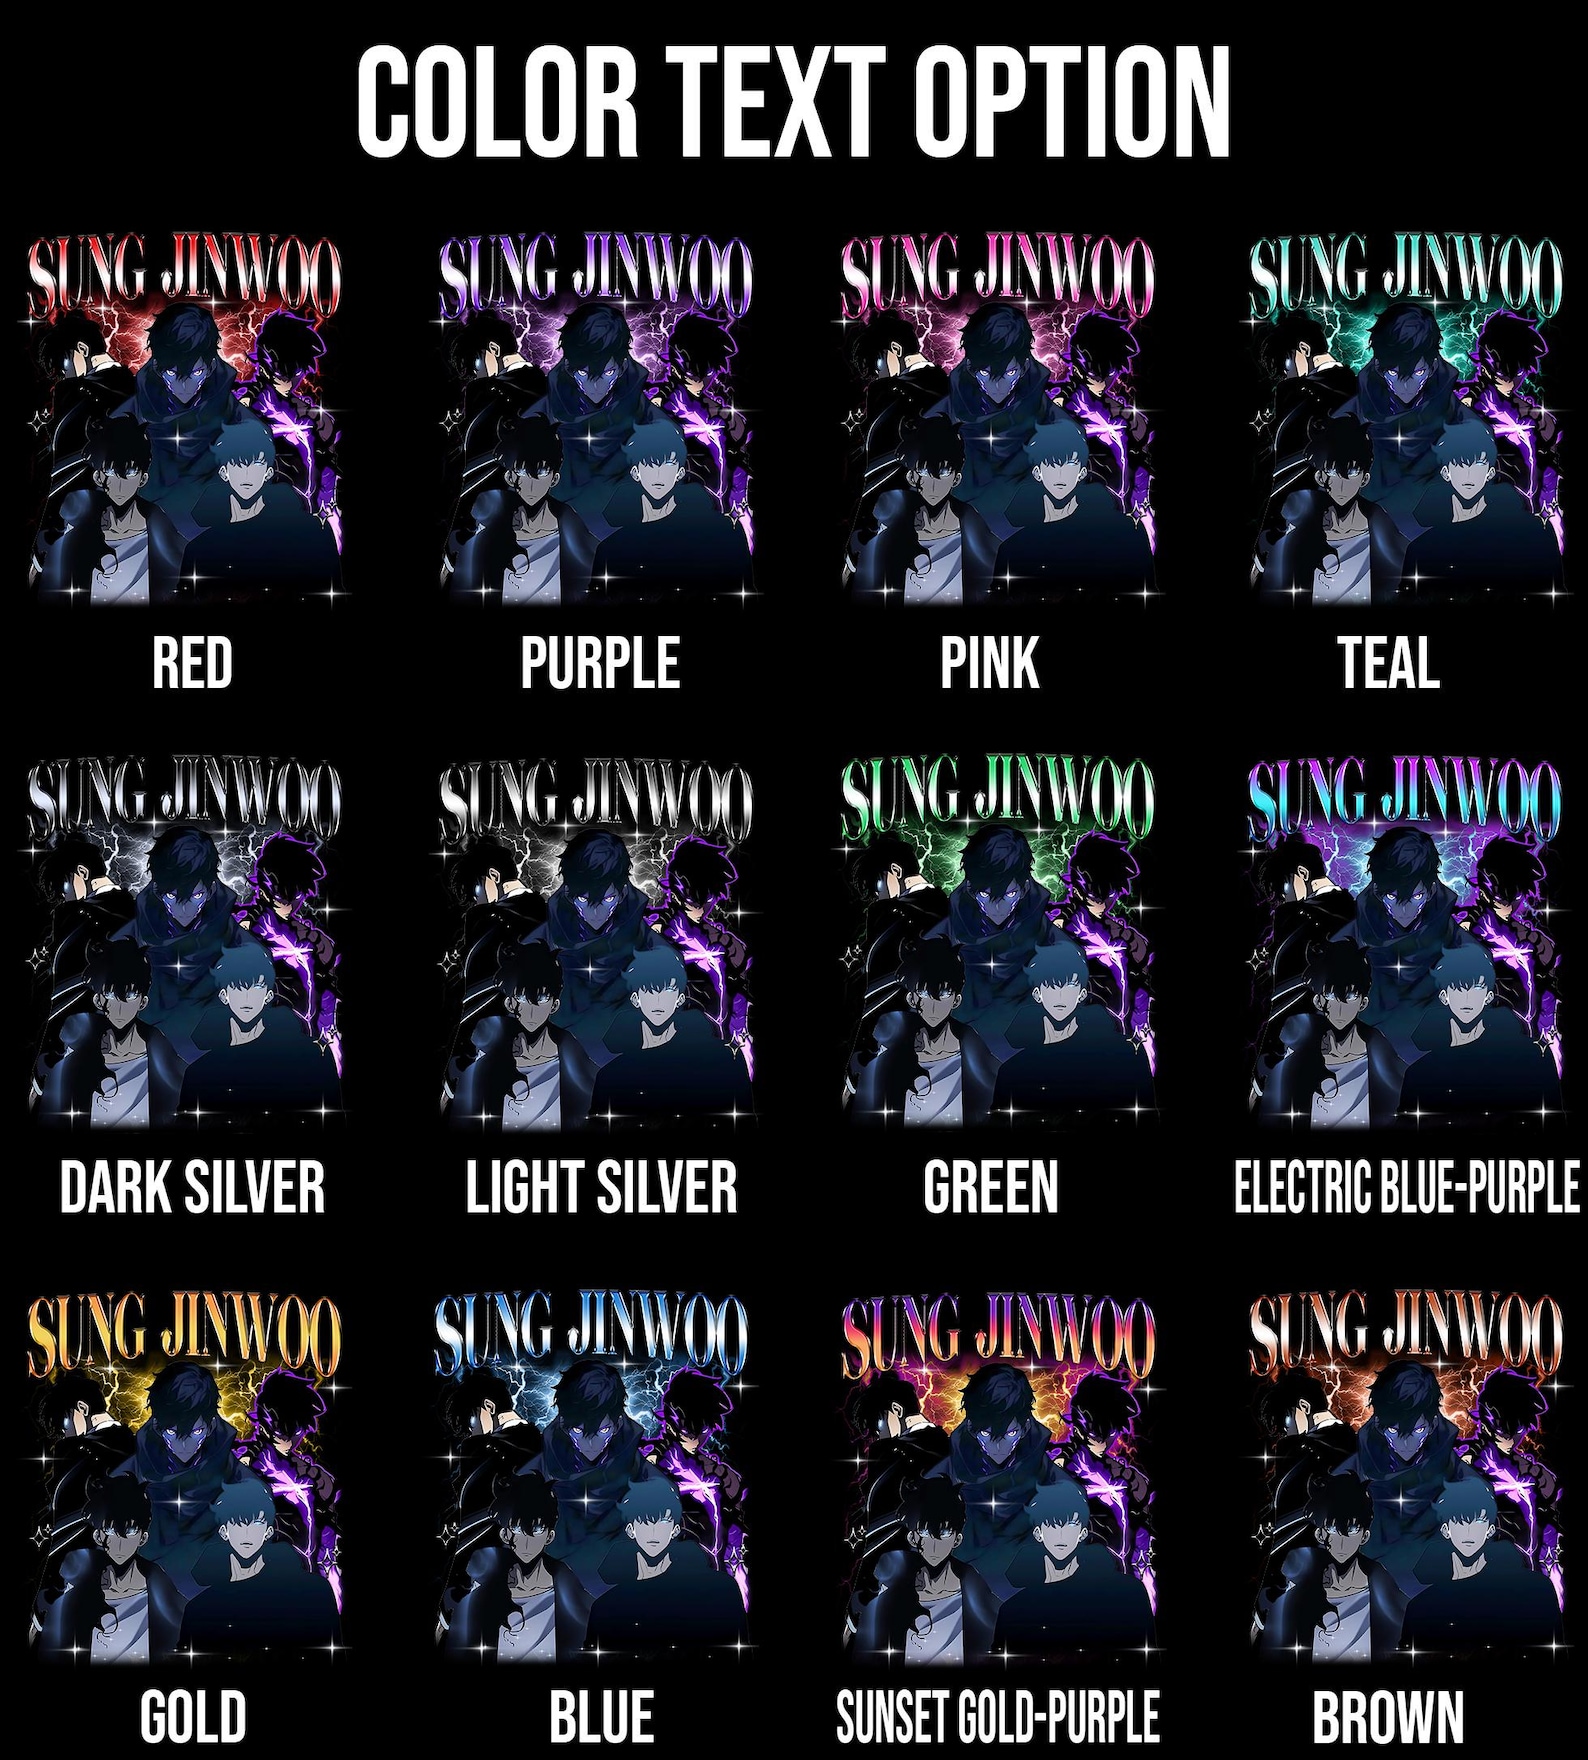 COLOR TEXT OPTION
SUNG JINWOO
SUNG JINWOO
SUNG JINWOO
SUNG JINWOO
RED
PURPLE
PINK
TEAL
SUNG JINWOO
SUNG JINWOO
SUNG JINWOO
SUNG JINWOO
DARK SILVER
LIGHT SILVER
GREEN
ELECTRIC BLUE-PURPLE
SUNG JINWOO
SUNG JINWOO
SUNG JINWOO
SUNG JINWOO
GOLD
BLUE
SUNSET GOLD-PURPLE
BROWN